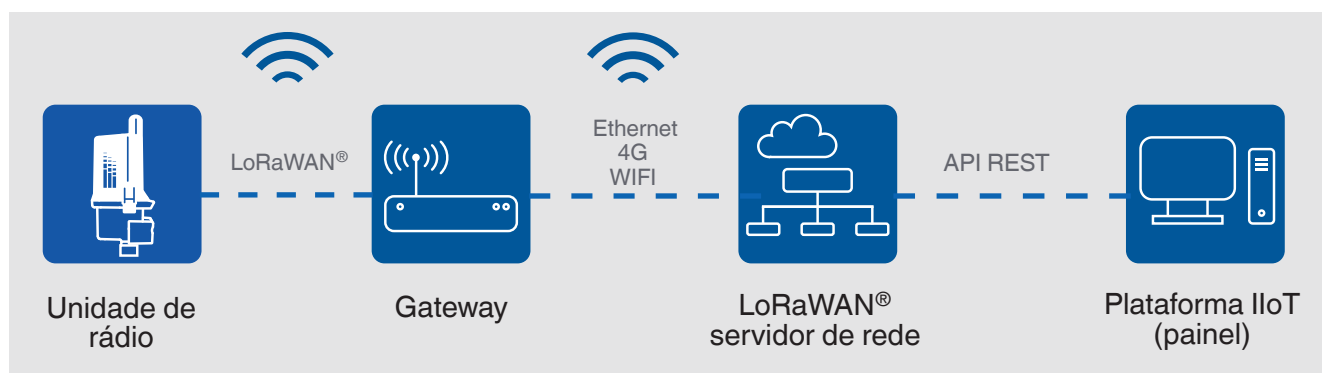 LoRaWAN®
Ethernet
4G
WIFI
API REST
Unidade de
rádio
Gateway
LoRaWAN®
servidor de rede
Plataforma IIoT
(painel)